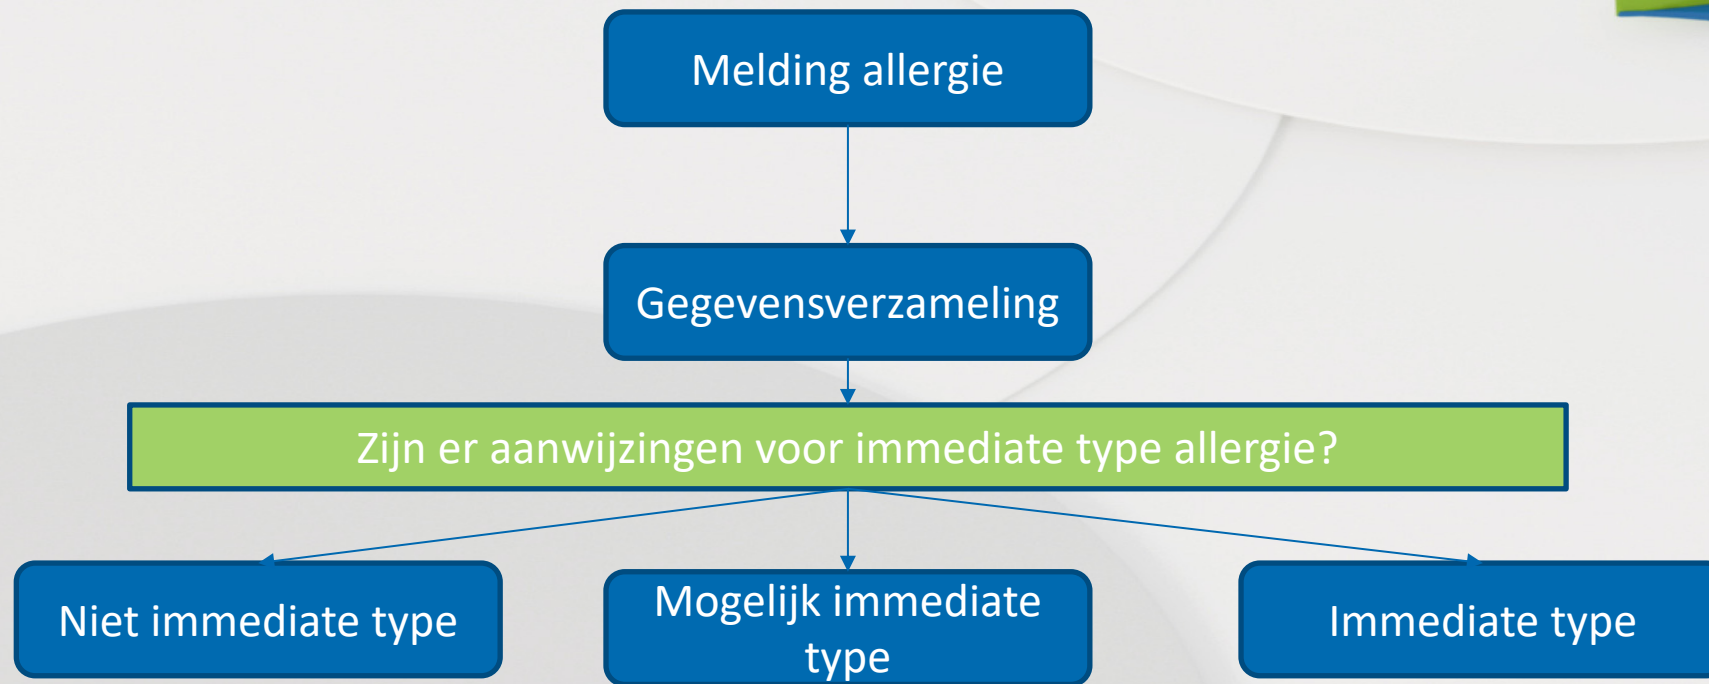 Melding allergie
Gegevensverzameling
Zijn er aanwijzingen voor immediate type allergie?
Niet immediate type
Mogelijk immediate
type
Immediate type